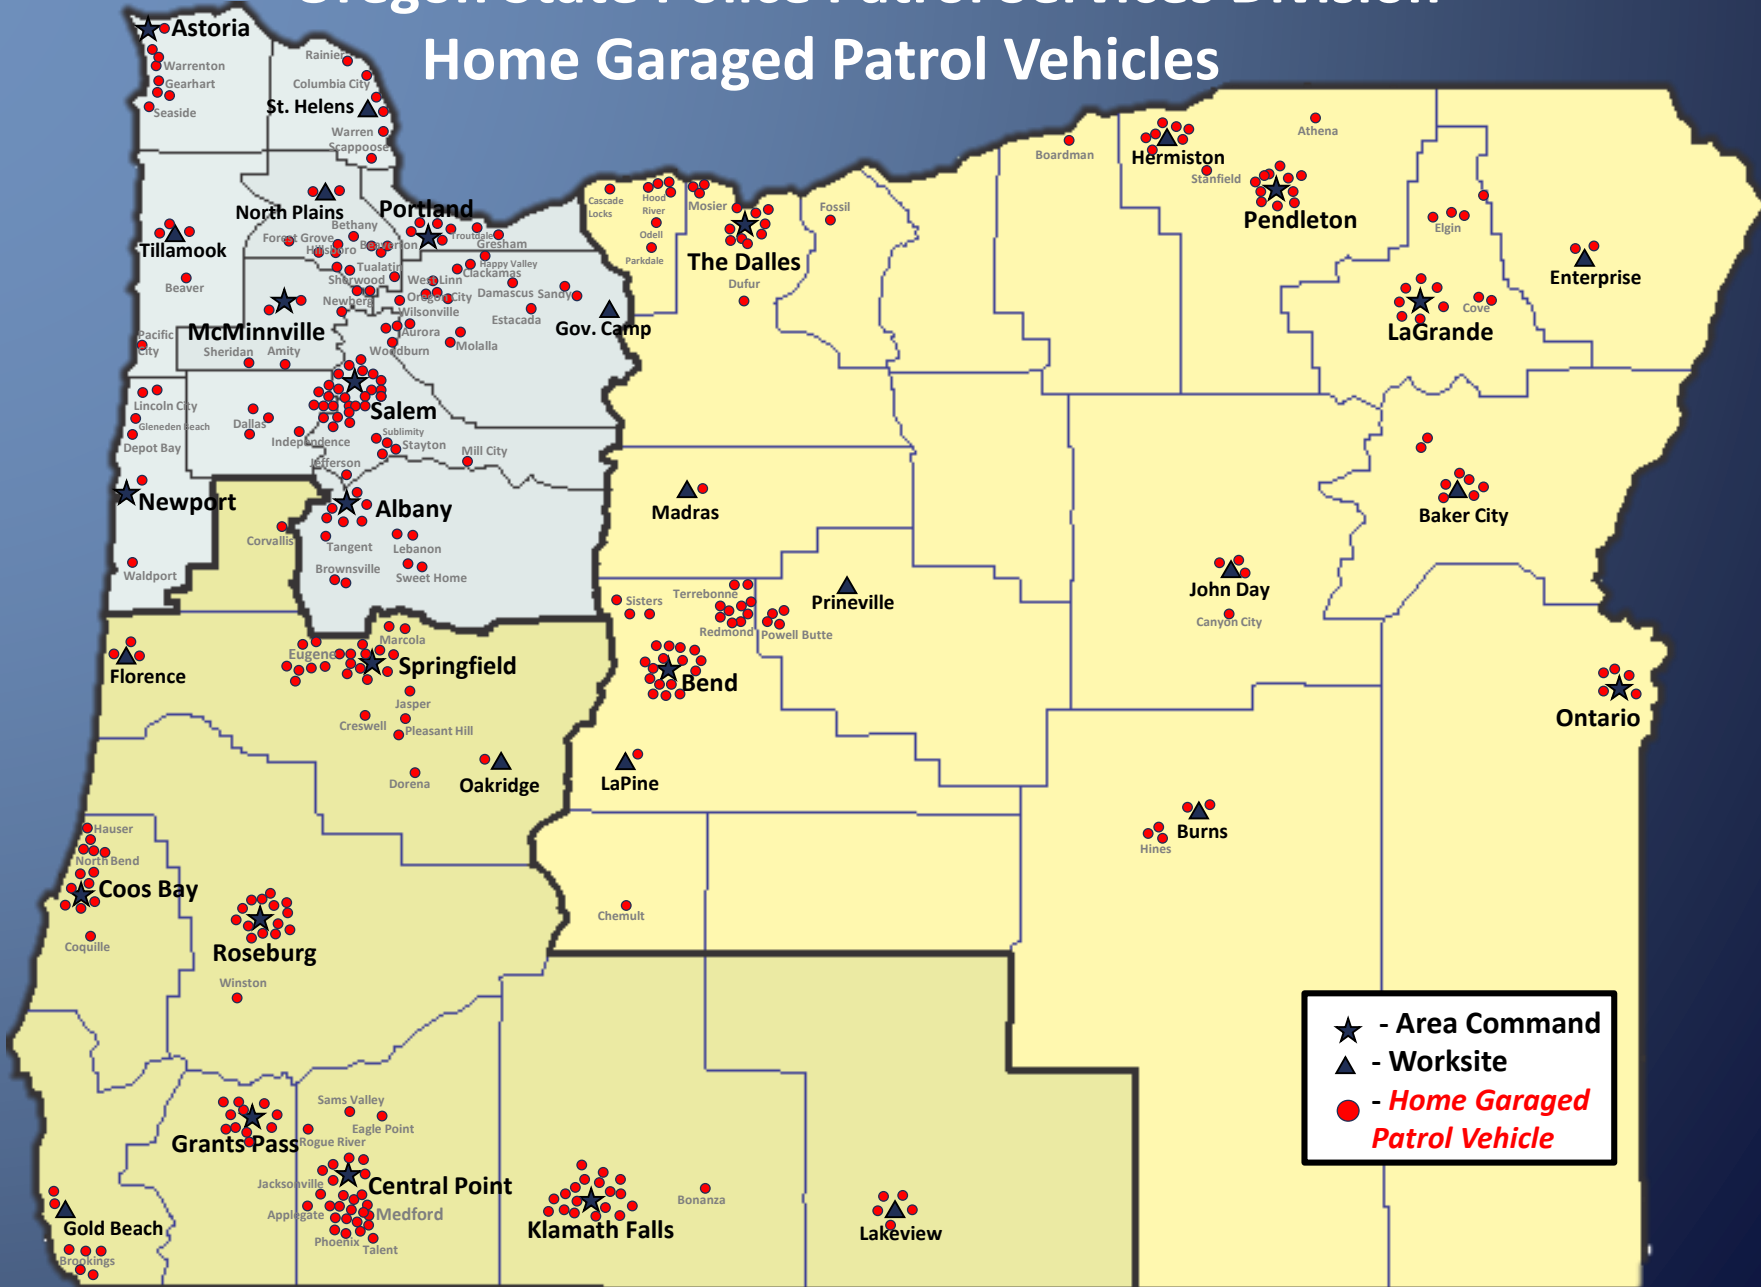 Oregon State Police Patrol Services Division
Home Garaged Patrol Vehicles
Astoria
Warrenton
Gearhart
Seaside
Rainier
Columbia City
St. Helens
Warren
Scappoose
North Plains
Portland
Tillamook
Beaver
Pacific
City
Bethany
Forest Grove
Hillsboro
Beaverton
Troutdale
Gresham
Happy Valley
Clackamas
Tualatin
Sherwood
West Linn
Damascus
Sandy
Newberg
Oregon City
Wilsonville
Estacada
Gov. Camp
McMinnville
Aurora
Woodburn
Molalla
Sheridan
Amity
Salem
Lincoln City
Gleneden Beach
Depot Bay
Dallas
Independence
Sublimity
Stayton
Mill City
Jefferson
Newport
Albany
Corvallis
Tangent
Lebanon
Brownsville
Sweet Home
Waldport
Cascade
Locks
Hood
River
Mosier
Odell
Parkdale
The Dalles
Dufur
Fossil
Boardman
Hermiston
Stanfield
Athena
Pendleton
Elgin
Enterprise
Cove
LaGrande
Baker City
Madras
Prineville
John Day
Canyon City
Sisters
Terrebonne
Redmond
Powell Butte
Bend
Ontario
LaPine
Burns
Hines
Chemult
Florence
Eugene
Marcola
Springfield
Jasper
Creswell
Pleasant Hill
Dorena
Oakridge
Hauser
North Bend
Coos Bay
Coquille
Roseburg
Winston
Grants Pass
Sams Valley
Eagle Point
Rogue River
Jacksonville
Central Point
Applegate
Medford
Phoenix
Talent
Gold Beach
Brookings
Klamath Falls
Bonanza
Lakeview
- Area Command
- Worksite
- Home Garaged
Patrol Vehicle